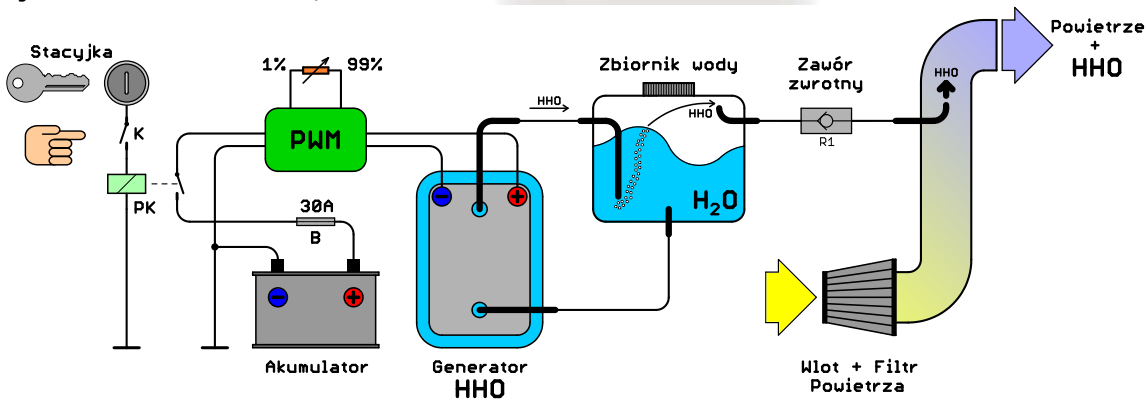 Stacyjka
K
PK
1% 99%
PWM
30A
B
Akumulator
Generator
HHO
HHO
Zbiornik wody
HHO
H2O
Zawór
zwrotny
R1
HHO
Powietrze
+
HHO
Wlot + Filtr
Powietrza